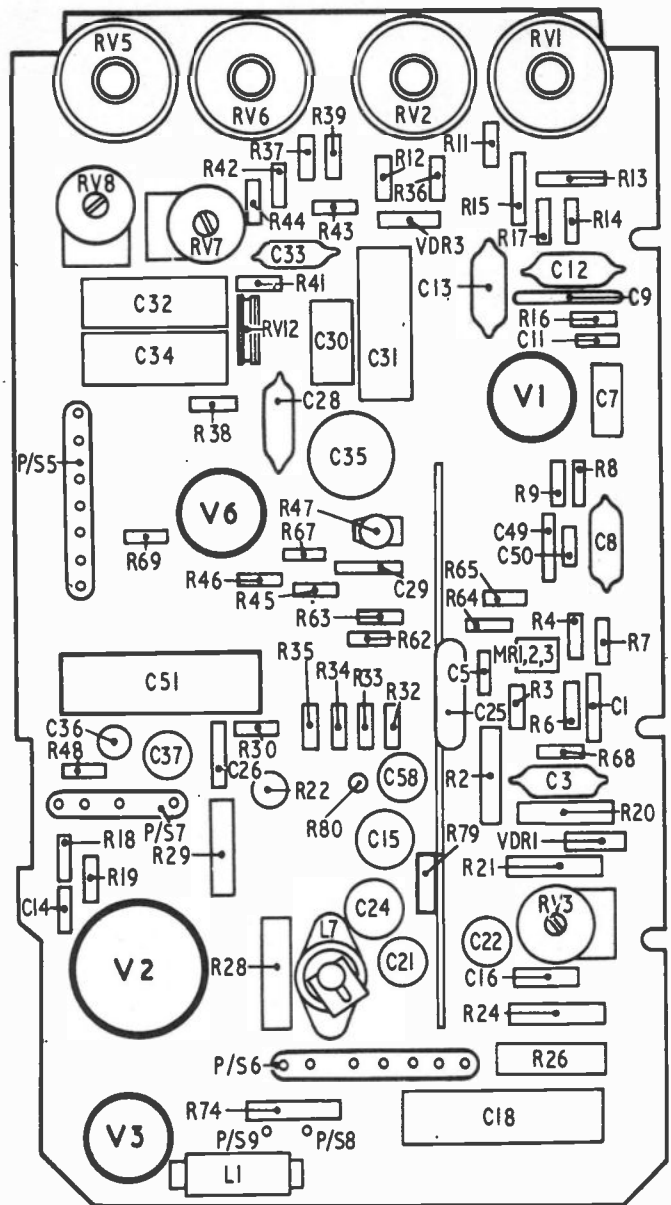 RV5
RV6
RV2
RV1
R39
R37
R42
R12
R36
R11
R13
RV8
RV7
R44
R43
VDR3
R15
R17
R14
C33
C12
C32
R41
C13
C9
RV12
C30
C31
R16
C11
C34
C28
V1
C7
R38
C35
P/S5
R9
R8
V6
R47
C49
C50
C8
R69
R67
R46
R45
C29
R65
R64
R63
R62
R4
R7
MR1,2,3
C51
R35
R34
R33
R32
C5
C25
R3
R6
C1
C36
C37
R48
R30
C26
R22
R80
C58
R2
R68
C3
P/S7
R20
R18
R29
C15
R79
VDR1
R19
R21
C14
C24
L7
RV3
V2
R28
C21
C22
C16
R24
P/S6
R26
R74
C18
V3
P/S9
P/S8
L1